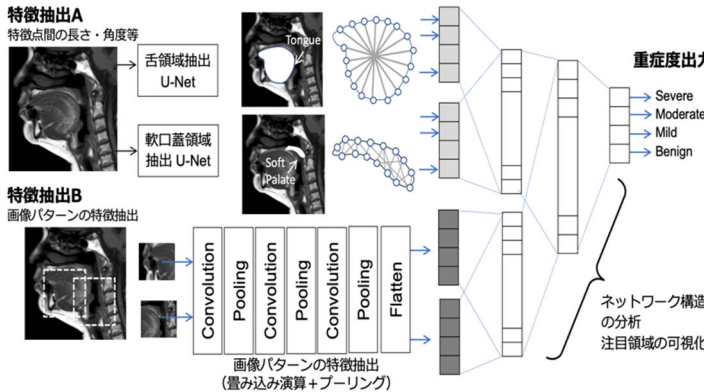 特徴抽出A
特徴点間の長さ・角度等
舌領域抽出
U-Net
軟口蓋領域
抽出 U-Net
Tongue
Soft
Palate
重症度出力
Severe
Moderate
Mild
Benign
特徴抽出B
画像パターンの特徴抽出
Convolution
Pooling
Convolution
Pooling
Convolution
Pooling
Flatten
画像パターンの特徴抽出
(畳み込み演算+プーリング)
ネットワーク構造
の分析
注目領域の可視化